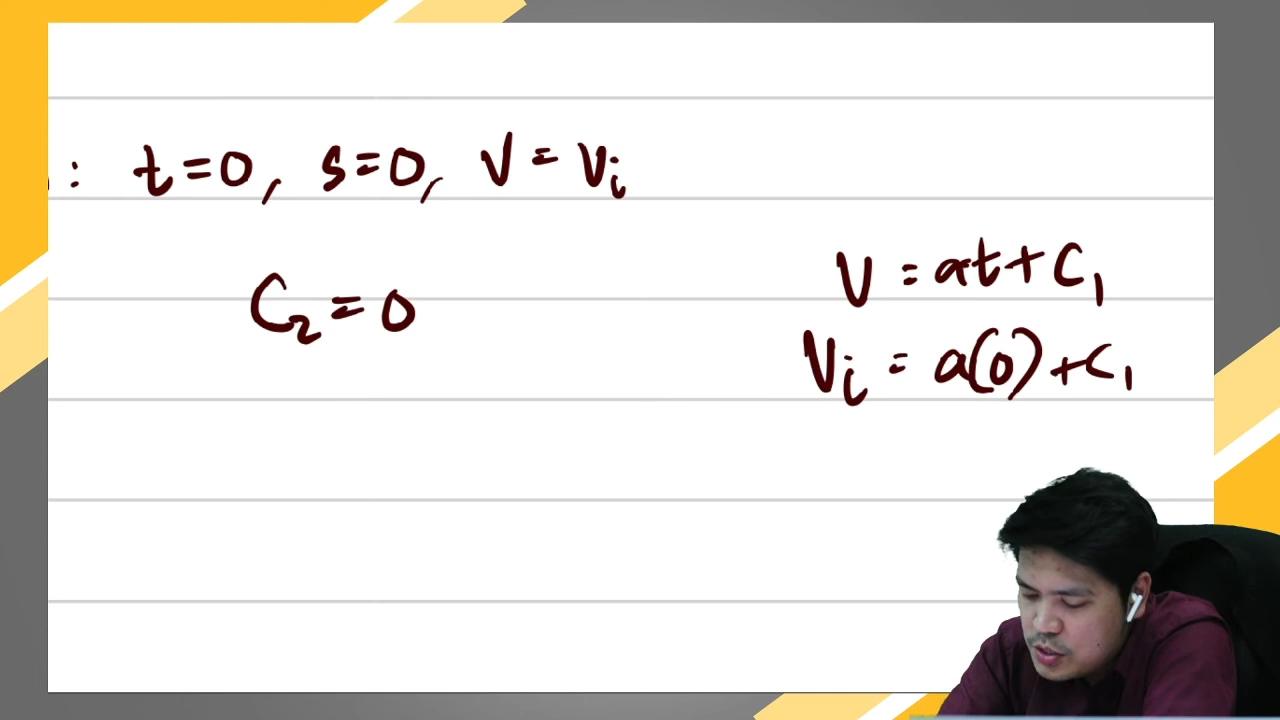 : t=0, s=0, V=Vi
C₂=0
V=at+C₁
Vi=a(0)+C₁